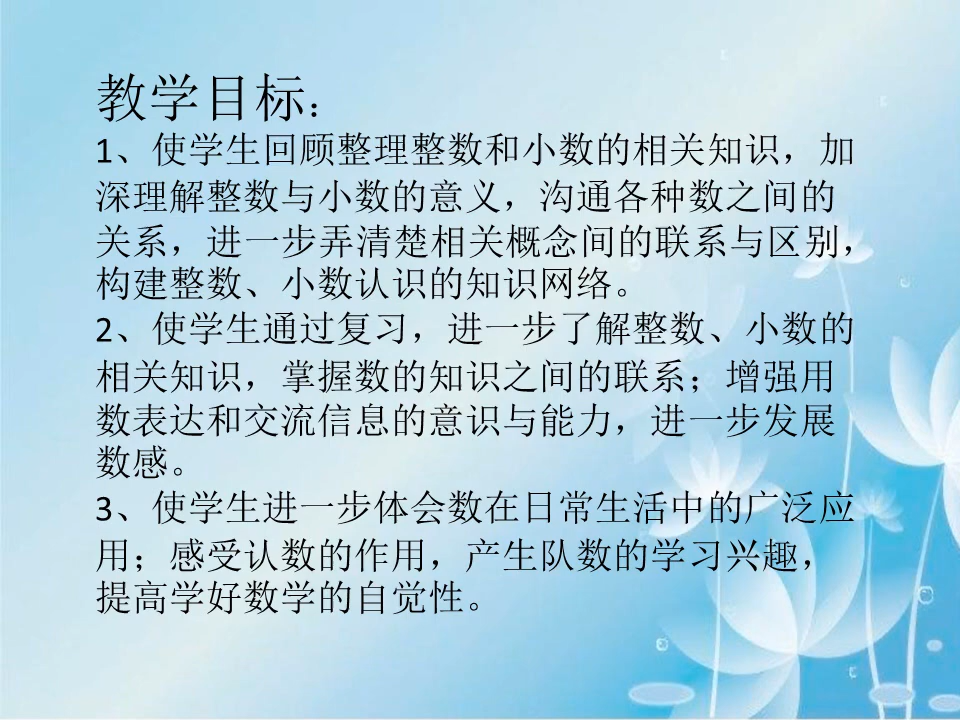 教学目标：
1、使学生回顾整理整数和小数的相关知识，加
深理解整数与小数的意义，沟通各种数之间的
关系，进一步弄清楚相关概念间的联系与区别，
构建整数、小数认识的知识网络。
2、使学生通过复习，进一步了解整数、小数的
相关知识，掌握数的知识之间的联系；增强用
数表达和交流信息的意识与能力，进一步发展
数感。
3、使学生进一步体会数在日常生活中的广泛应
用；感受认数的作用，产生队数的学习兴趣，
提高学好数学的自觉性。